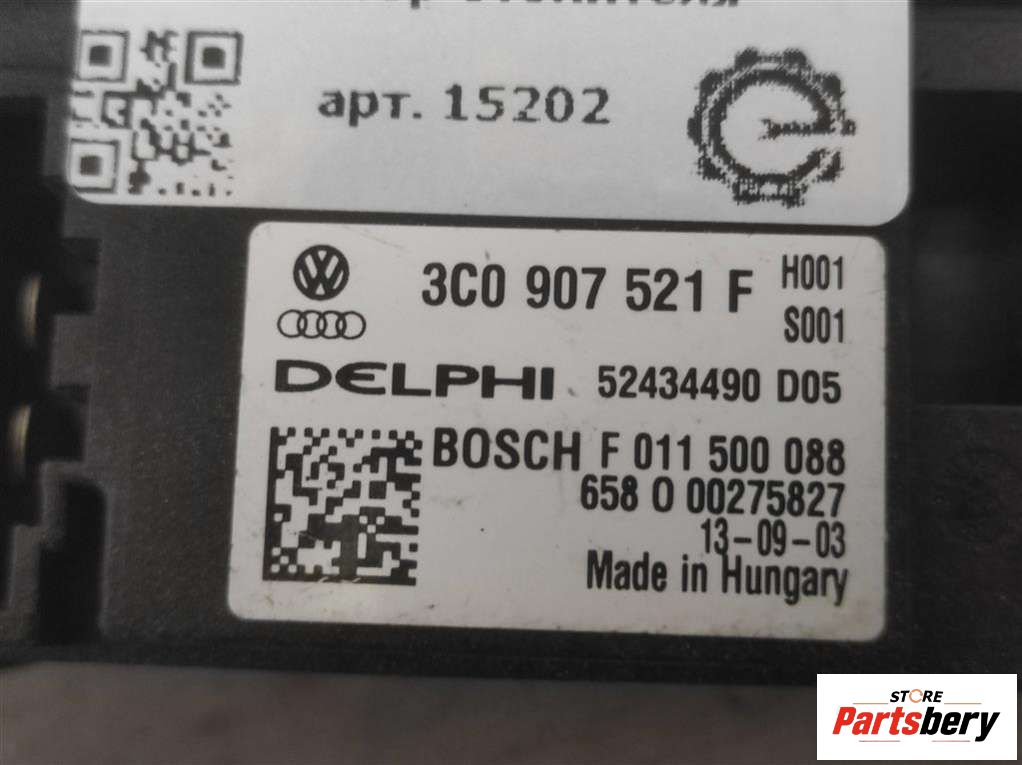 арт. 15202
3C0 907 521 F H001
S001
DELPHI 52434490 D05
BOSCH F 011 500 088
658 0 00275827
13-09-03
Made in Hungary
STORE
Partsbery